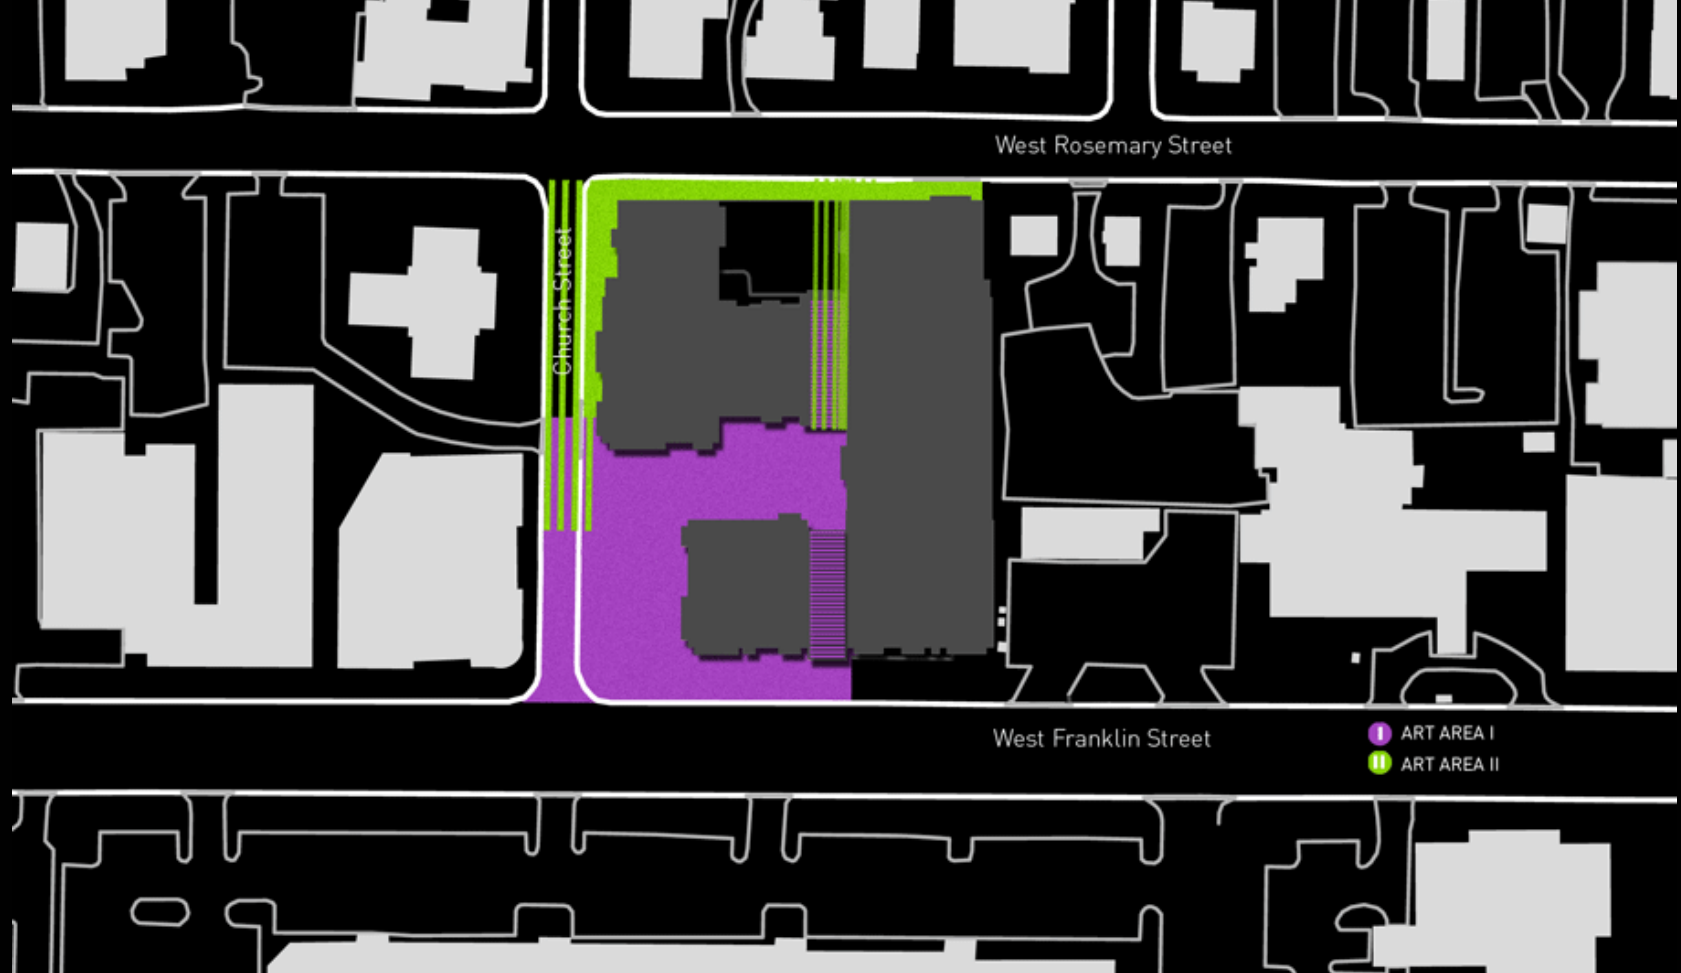 West Rosemary Street
Church Street
West Franklin Street
I ART AREA I
II ART AREA II